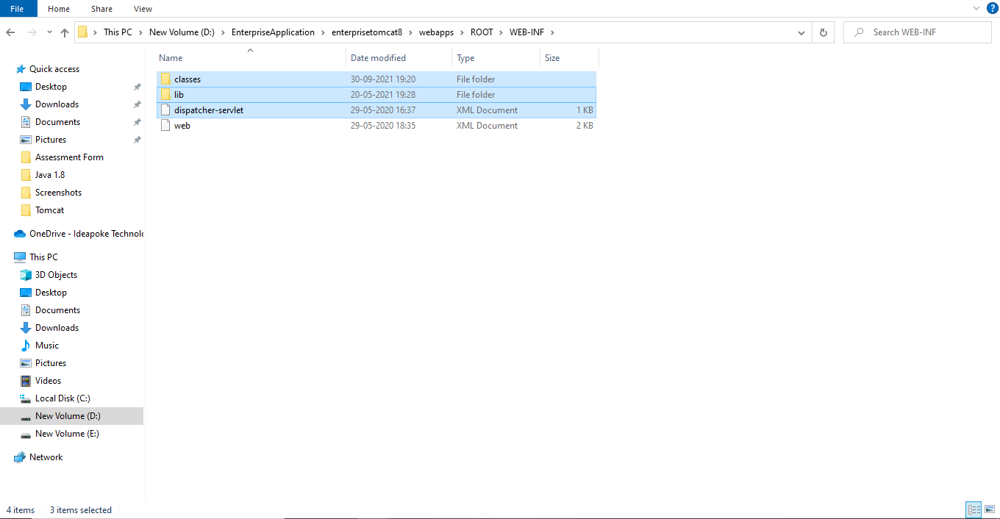 File Home Share View
This PC New Volume (D:) EnterpriseApplication enterprisetomcat8 webapps ROOT WEB-INF Search WEB-INF
Name Date modified Type Size
Quick access
Desktop
Downloads
Documents
Pictures
Assessment Form
Java 1.8
Screenshots
Tomcat
OneDrive - Ideapoke Technolo
This PC
3D Objects
Desktop
Documents
Downloads
Music
Pictures
Videos
Local Disk (C:)
New Volume (D:)
New Volume (E:)
Network
classes 30-09-2021 19:20 File folder
lib 20-05-2021 19:28 File folder
dispatcher-servlet 29-05-2020 16:37 XML Document 1 KB
web 29-05-2020 18:35 XML Document 2 KB
4 items 3 items selected